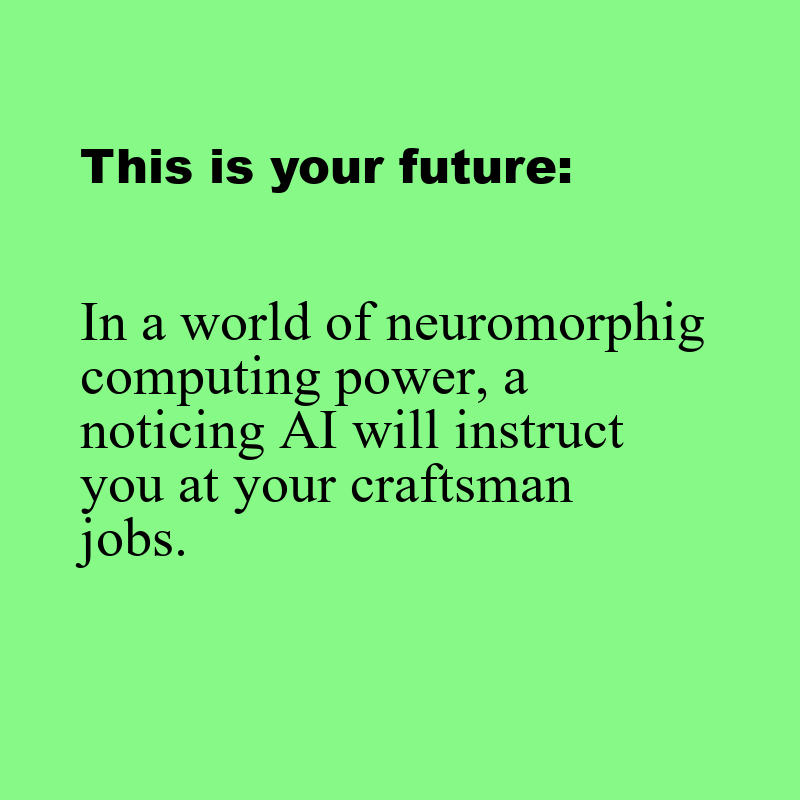 This is your future:
In a world of neuromorphig
computing power, a
noticing AI will instruct
you at your craftsman
jobs.